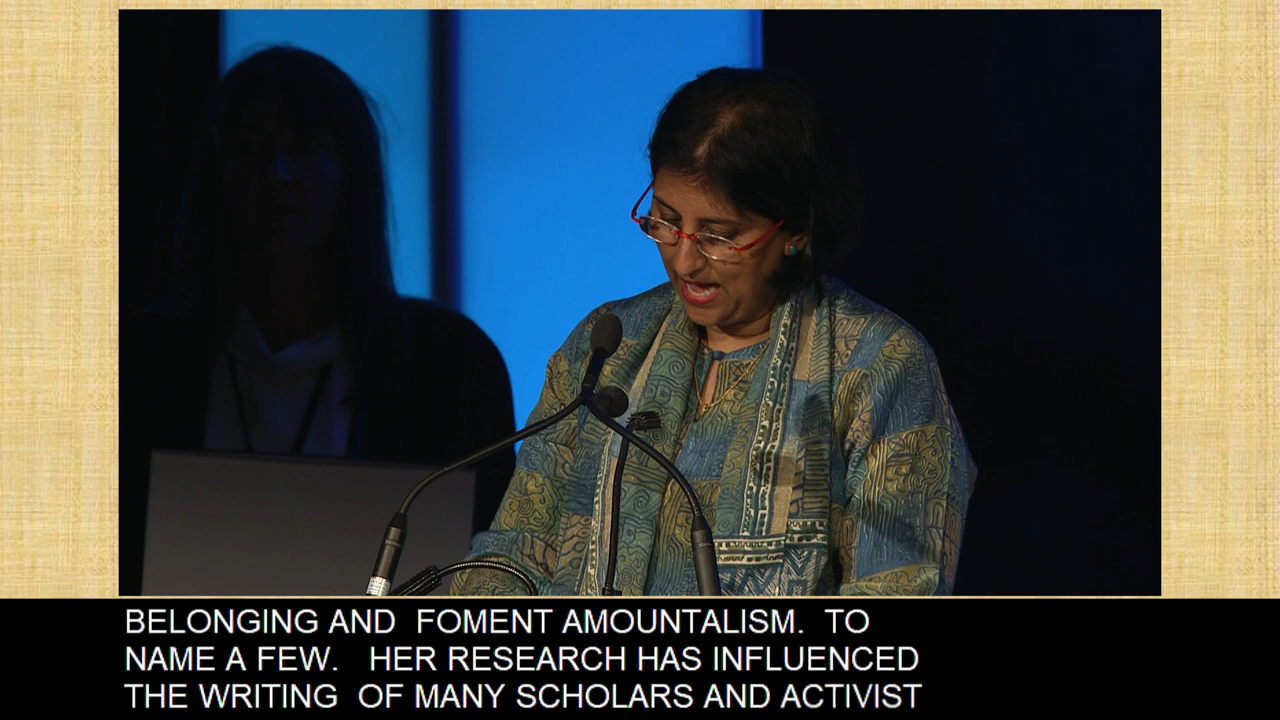 BELONGING AND FOMENT AMOUNTALISM. TO
NAME A FEW. HER RESEARCH HAS INFLUENCED
THE WRITING OF MANY SCHOLARS AND ACTIVIST